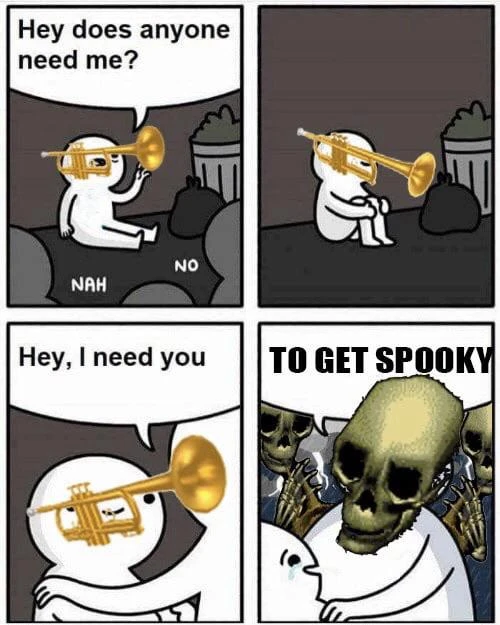 Hey does anyone
need me?
NO
NAH
Hey, I need you
TO GET SPOOKY